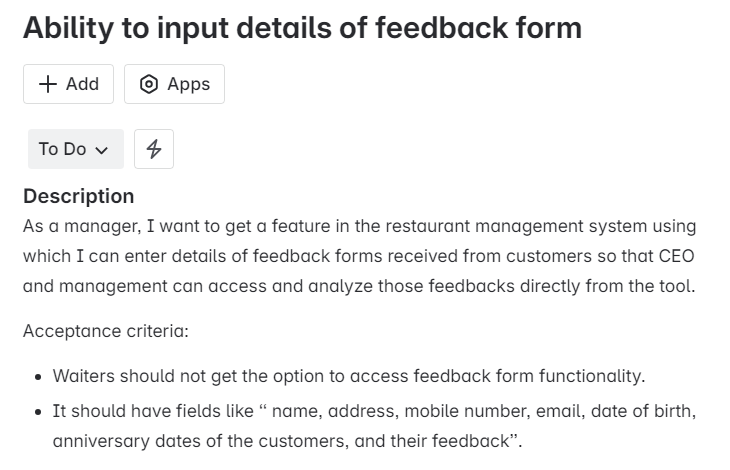 Ability to input details of feedback form
Add
Apps
To Do
Description
As a manager, I want to get a feature in the restaurant management system using
which I can enter details of feedback forms received from customers so that CEO
and management can access and analyze those feedbacks directly from the tool.
Acceptance criteria:
• Waiters should not get the option to access feedback form functionality.
• It should have fields like “ name, address, mobile number, email, date of birth,
anniversary dates of the customers, and their feedback”.